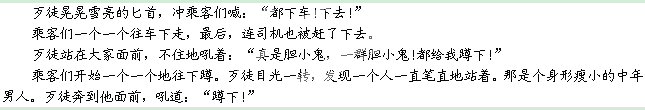 歹徒晃晃雪亮的匕首，冲乘客们喊：“都下车!下去!”
乘客们一个一个往车下走，最后，连司机也被赶了下去。
歹徒站在大家面前，不住地吼着：“真是胆小鬼，一群胆小鬼!都给我蹲下!”
乘客们开始一个一个地往下蹲。歹徒目光一转，发现一个人一直笔直地站着。那是个身形瘦小的中年
男人。歹徒奔到他面前，吼道：“蹲下!”